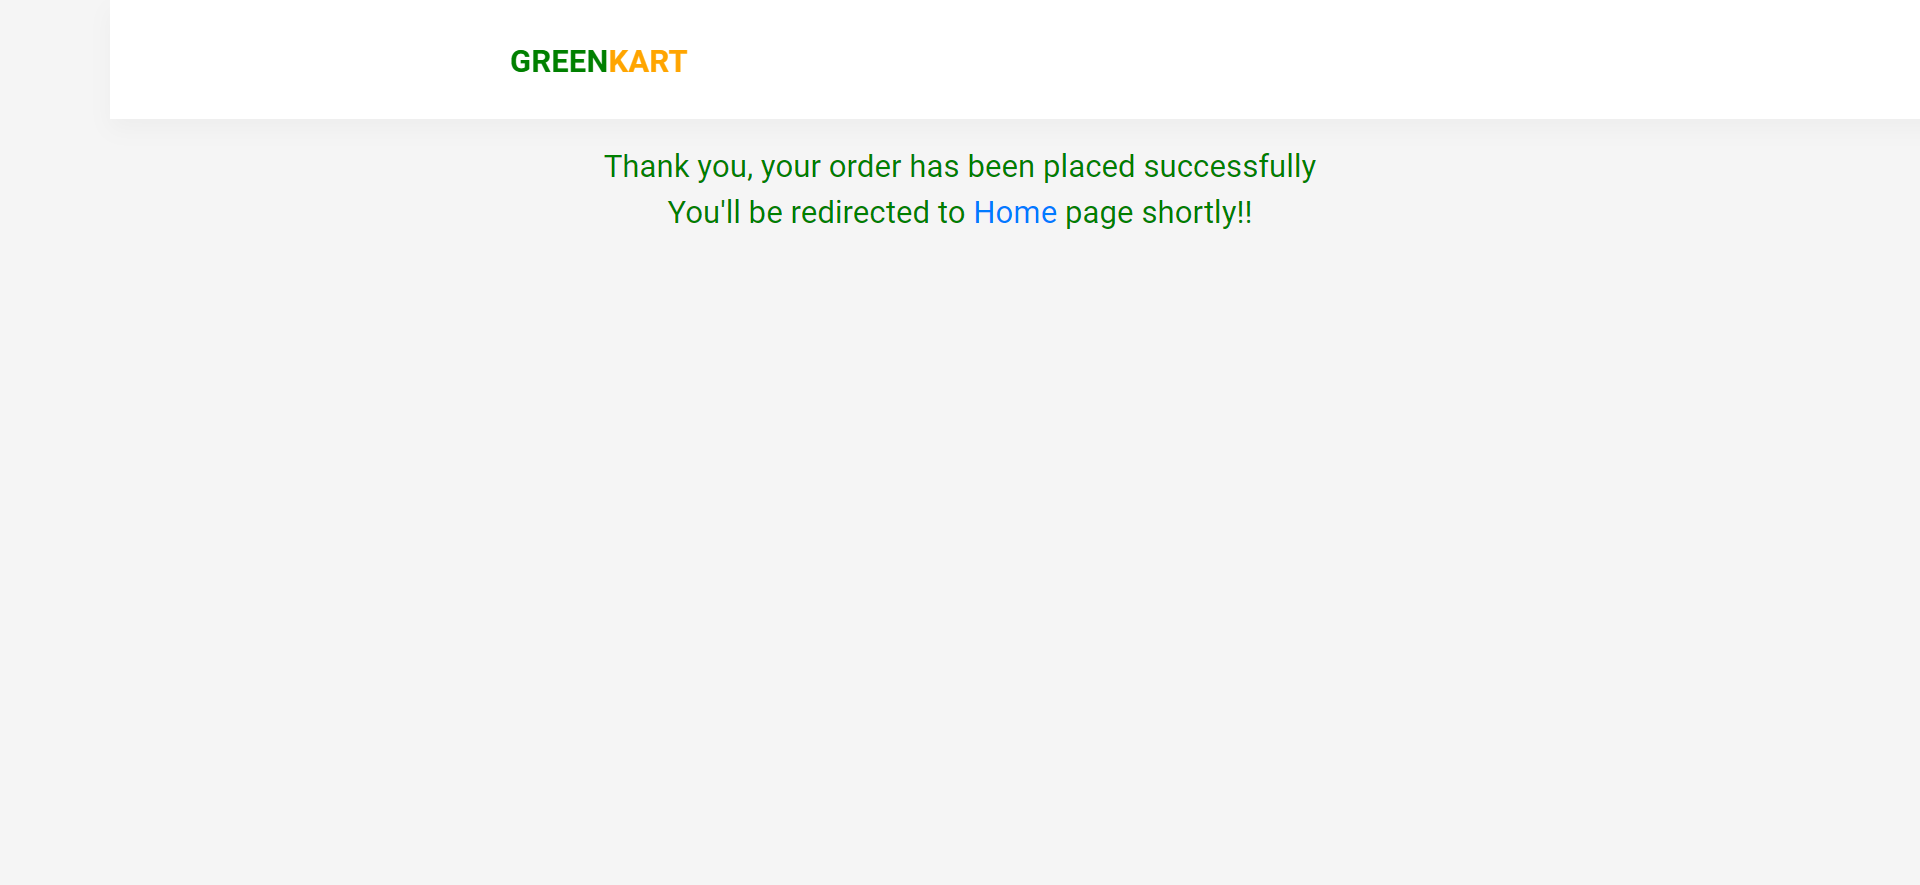 GREENKART
Thank you, your order has been placed successfully
You'll be redirected to Home page shortly!!